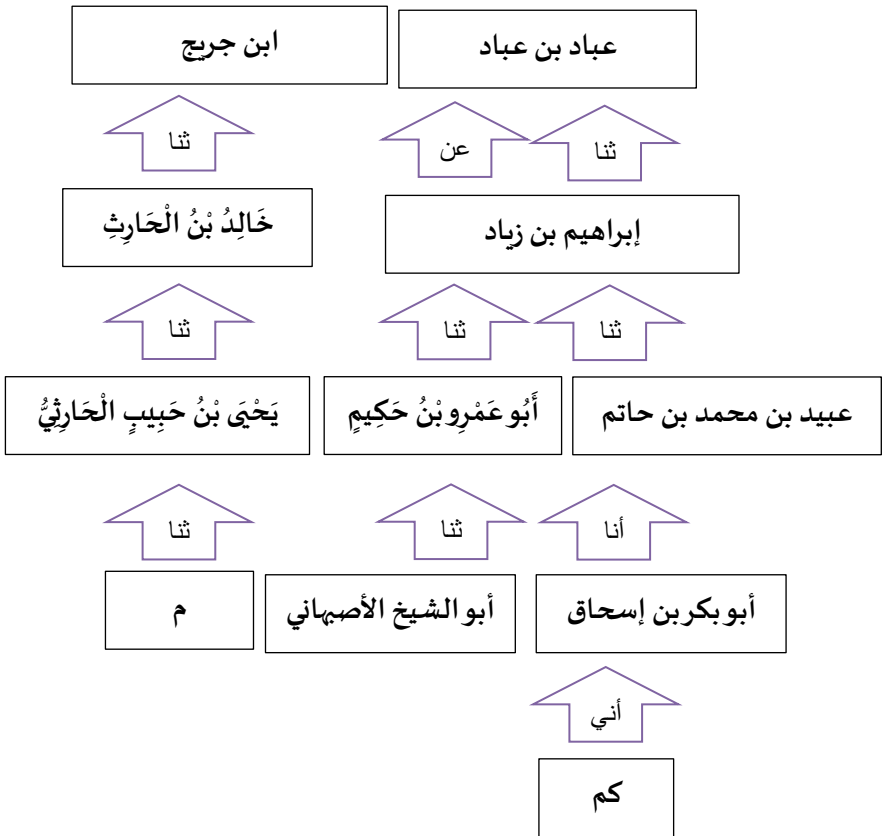 عباد بن عباد
ابن جريج
ثنا
عن
ثنا
إبراهيم بن زياد
خَالِدُ بْنُ الْحَارِثِ
ثنا
ثنا
ثنا
عبيد بن محمد بن حاتم
أَبُو عَمْرِو بْنُ حَكِيمٍ
يَحْيَى بْنُ حَبِيبٍ الْحَارِثِيُّ
أنا
ثنا
ثنا
أبو بكر بن إسحاق
أبو الشيخ الأصبهاني
م
أني
كم